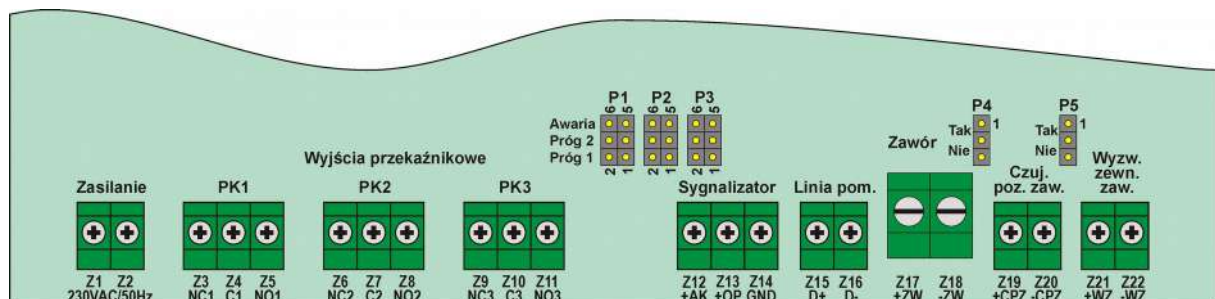 P1 P2 P3
6 5 6 5 6 5
Awaria
Próg 2
Próg 1
2 1 2 1 2 1
P4 P5
1 1
Tak Tak
Nie Nie
Wyjścia przekaźnikowe
Zawór
Zasilanie PK1 PK2 PK3 Sygnalizator Linia pom.
Czuj.
poz. zaw.
Wyzw.
zewn.
zaw.
Z1 Z2 Z3 Z4 Z5 Z6 Z7 Z8 Z9 Z10 Z11 Z12 Z13 Z14 Z15 Z16 Z17 Z18 Z19 Z20 Z21 Z22
230VAC/50Hz NC1 C1 NO1 NC2 C2 NO2 NC3 C3 NO3 +AK +OP GND D+ D- +ZW -ZW +CPZ -CPZ +WZ -WZ